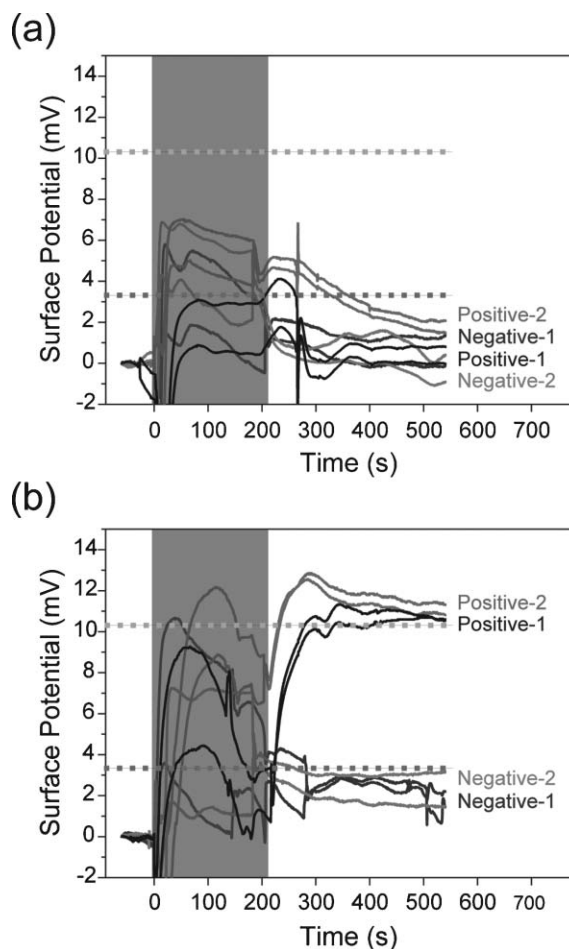 (a)
14
12
10
8
6
4
2
0
-2
Surface Potential (mV)
Positive-2
Negative-1
Positive-1
Negative-2
0 100 200 300 400 500 600 700
Time (s)
(b)
14
12
10
8
6
4
2
0
-2
Surface Potential (mV)
Positive-2
Positive-1
Negative-2
Negative-1
0 100 200 300 400 500 600 700
Time (s)